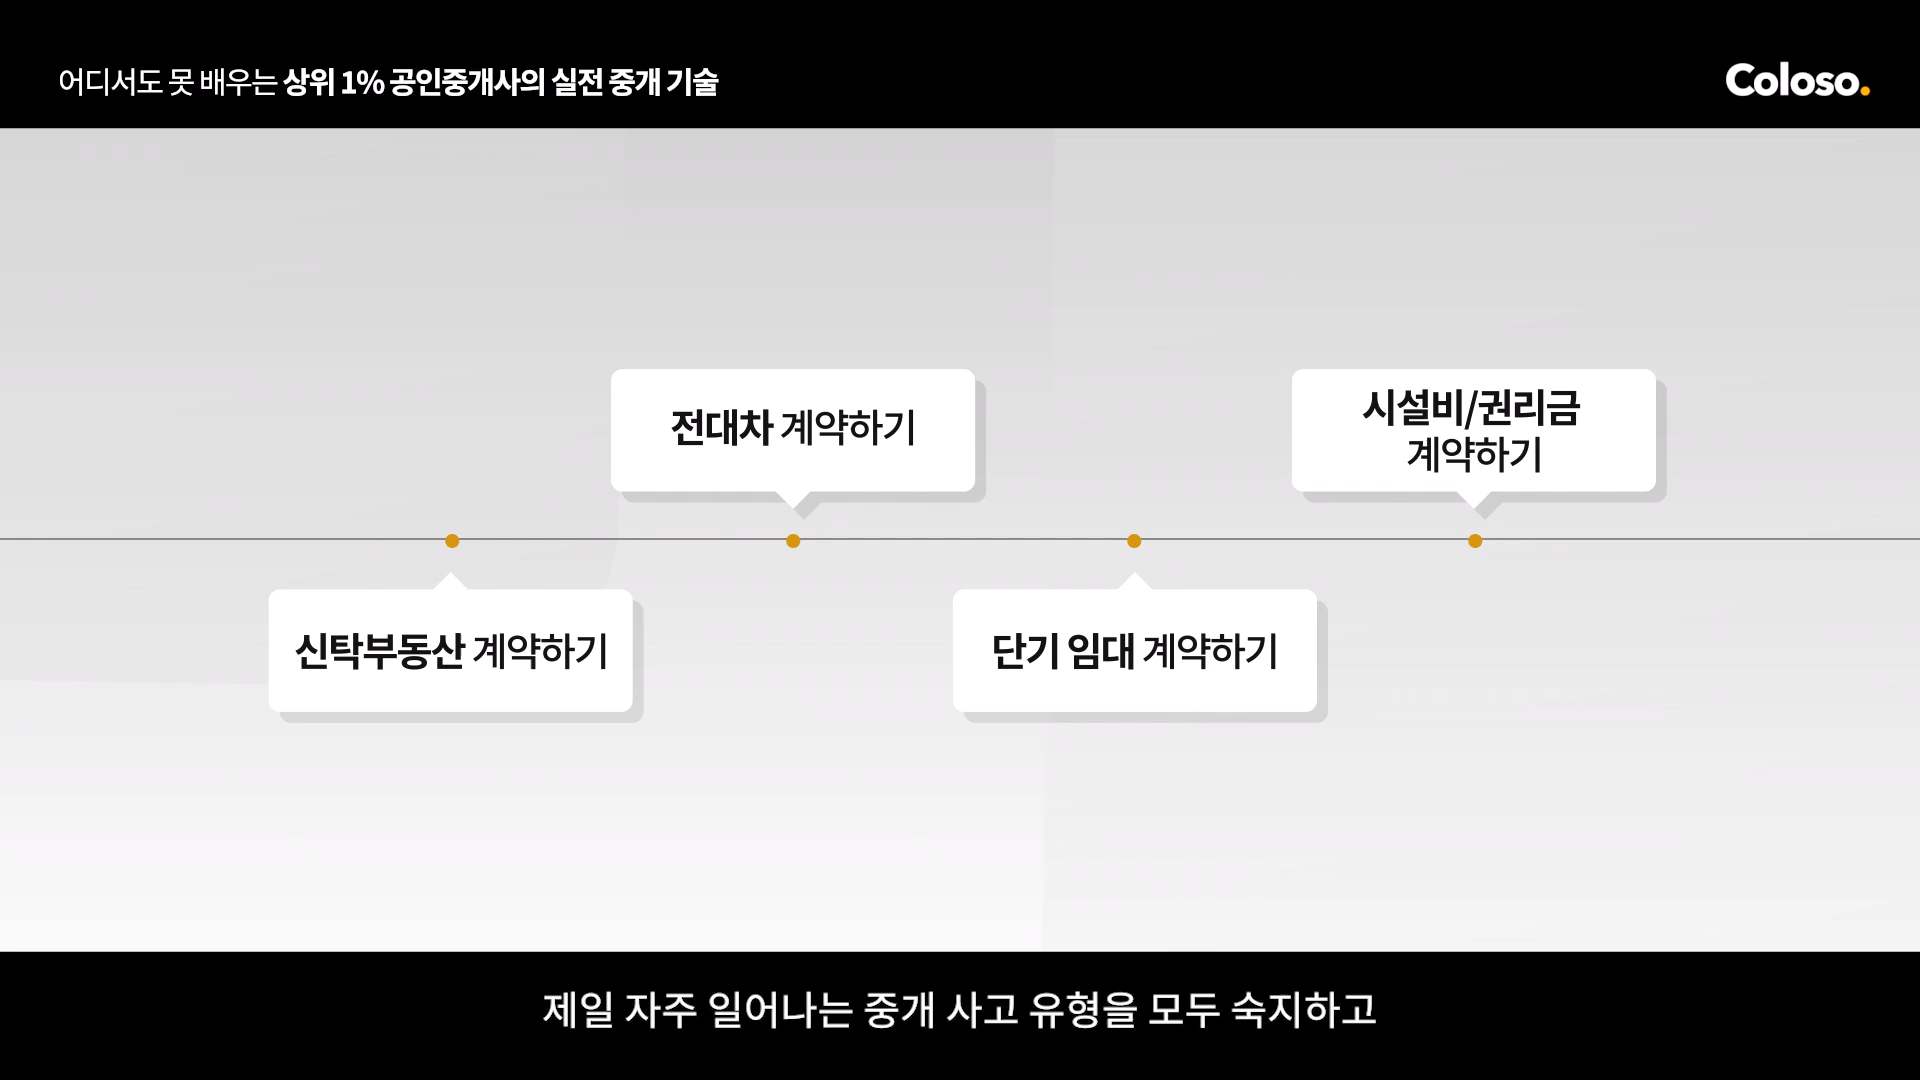 어디서도 못 배우는 상위 1% 공인중개사의 실전 중개 기술
Coloso.
신탁부동산 계약하기
전대차 계약하기
단기 임대 계약하기
시설비/권리금
계약하기
제일 자주 일어나는 중개 사고 유형을 모두 숙지하고